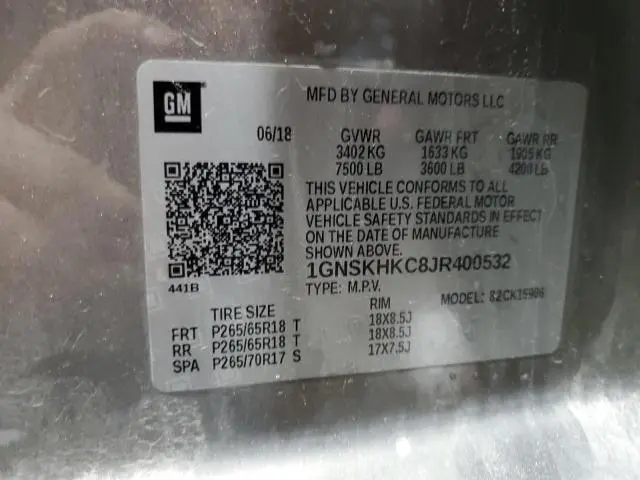 GM
MFD BY GENERAL MOTORS LLC
06/18 GVWR GAWR FRT GAWR RR
3402 KG 1633 KG 1905 KG
7500 LB 3600 LB 4200 LB
THIS VEHICLE CONFORMS TO ALL
APPLICABLE U.S. FEDERAL MOTOR
VEHICLE SAFETY STANDARDS IN EFFECT
ON THE DATE OF MANUFACTURE
SHOWN ABOVE.
1GNSKHKC8JR400532
441B
TYPE: M.P.V. MODEL: 82CK15906
TIRE SIZE RIM
FRT P265/65R18 T 18X8.5J
RR P265/65R18 T 18X8.5J
SPA P265/70R17 S 17X7.5J